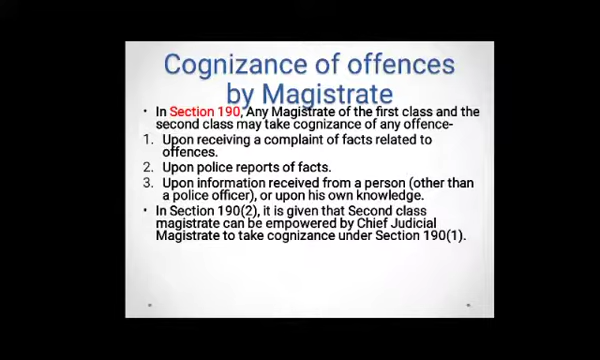 Cognizance of offences
by Magistrate
• In Section 190, Any Magistrate of the first class and the
second class may take cognizance of any offence-
1. Upon receiving a complaint of facts related to
offences.
2. Upon police reports of facts.
3. Upon information received from a person (other than
a police officer), or upon his own knowledge.
• In Section 190(2), it is given that Second class
magistrate can be empowered by Chief Judicial
Magistrate to take cognizance under Section 190(1).